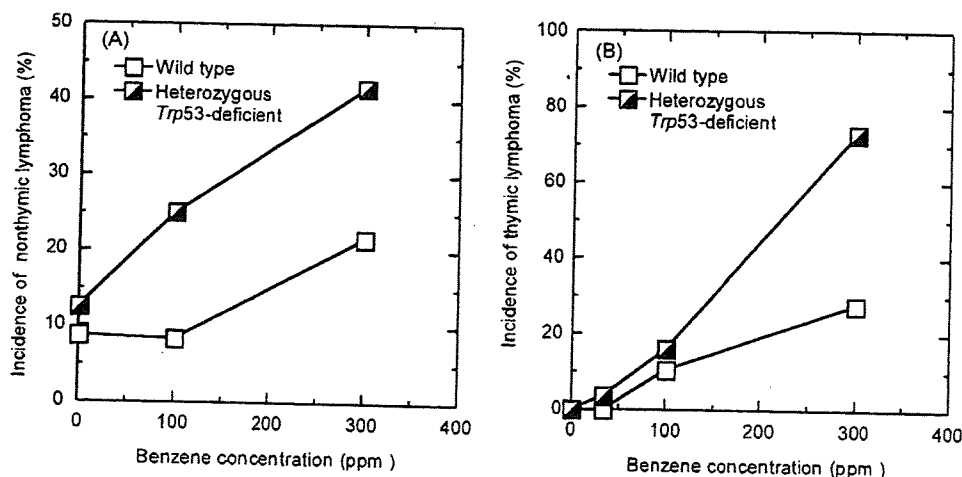 (A)
Wild type
Heterozygous
Trp53-deficient
Incidence of nonthymic lymphoma (%)
50
40
30
20
10
0
0 100 200 300 400
Benzene concentration (ppm )
(B)
Wild type
Heterozygous
Trp53-deficient
Incidence of thymic lymphoma (%)
100
80
60
40
20
0
0 100 200 300 400
Benzene concentration (ppm )